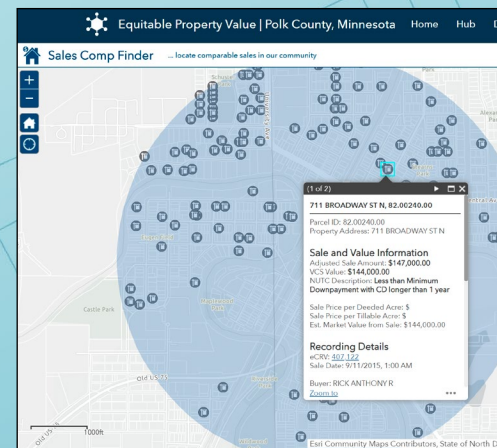 Equitable Property Value | Polk County, Minnesota Home Hub D
Sales Comp Finder ... locate comparable sales in our community
+
−
Park
Castle Park
Park
Old US 75
1000ft
(1 of 2)
711 BROADWAY ST N, 82.00240.00
Parcel ID: 82.00240.00
Property Address: 711 BROADWAY ST N
Sale and Value Information
Adjusted Sale Amount: $147,000.00
VCS Value: $144,000.00
NUTC Description: Less than Minimum
Downpayment with CD longer than 1 year
Sale Price per Deeded Acre: $
Sale Price per Tillable Acre: $
Est. Market Value from Sale: $144,000.00
Recording Details
eCRV: 407,122
Sale Date: 9/11/2015, 1:00 AM
Buyer: RICK ANTHONY R
Zoom to
Esri Community Maps Contributors, State of North D